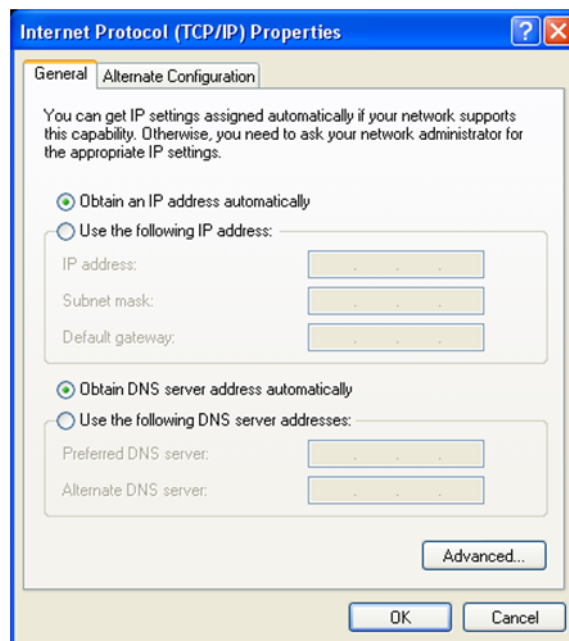 Internet Protocol (TCP/IP) Properties
General
Alternate Configuration
You can get IP settings assigned automatically if your network supports
this capability. Otherwise, you need to ask your network administrator for
the appropriate IP settings.
Obtain an IP address automatically
Use the following IP address:
IP address:
Subnet mask:
Default gateway:
Obtain DNS server address automatically
Use the following DNS server addresses:
Preferred DNS server:
Alternate DNS server:
Advanced...
OK
Cancel